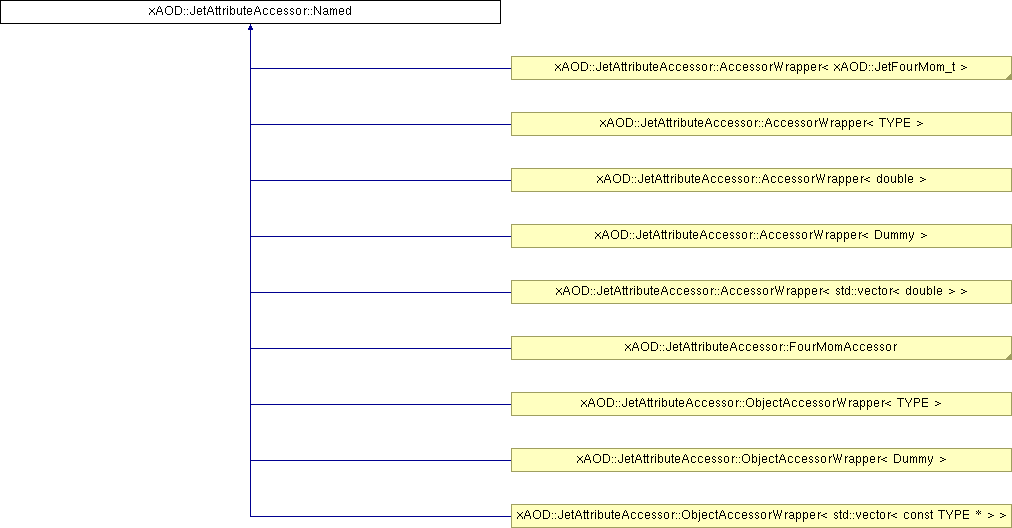 xAOD::JetAttributeAccessor::Named
xAOD::JetAttributeAccessor::AccessorWrapper< xAOD::JetFourMom_t >
xAOD::JetAttributeAccessor::AccessorWrapper< TYPE >
xAOD::JetAttributeAccessor::AccessorWrapper< double >
xAOD::JetAttributeAccessor::AccessorWrapper< Dummy >
xAOD::JetAttributeAccessor::AccessorWrapper< std::vector< double > >
xAOD::JetAttributeAccessor::FourMomAccessor
xAOD::JetAttributeAccessor::ObjectAccessorWrapper< TYPE >
xAOD::JetAttributeAccessor::ObjectAccessorWrapper< Dummy >
xAOD::JetAttributeAccessor::ObjectAccessorWrapper< std::vector< const TYPE * > >